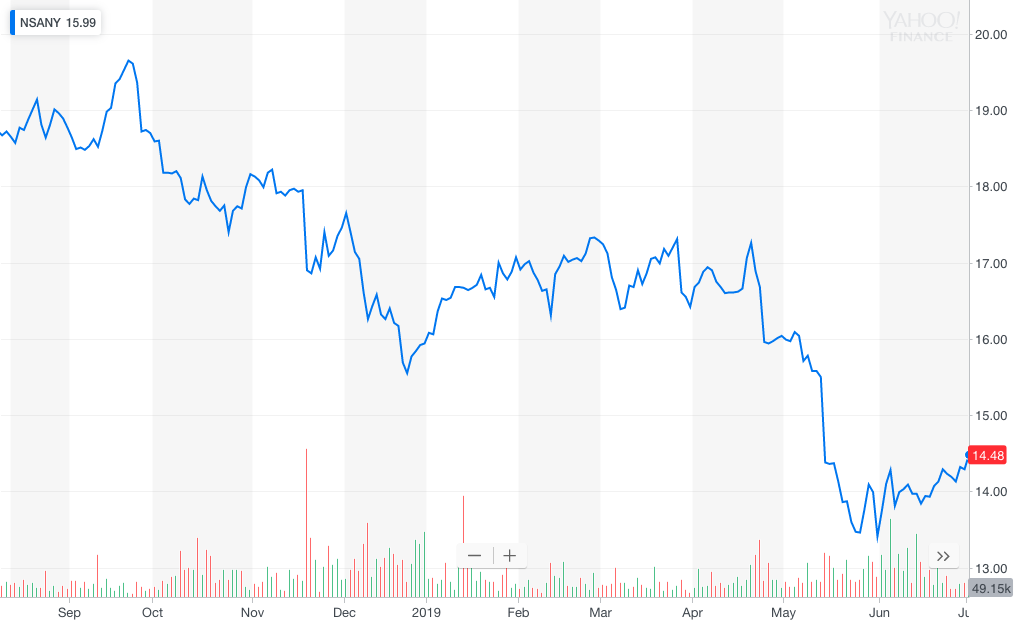 NSANY 15.99
YAHOO!
FINANCE
20.00
19.00
18.00
17.00
16.00
15.00
14.48
14.00
13.00
49.15k
Sep Oct Nov Dec 2019 Feb Mar Apr May Jun